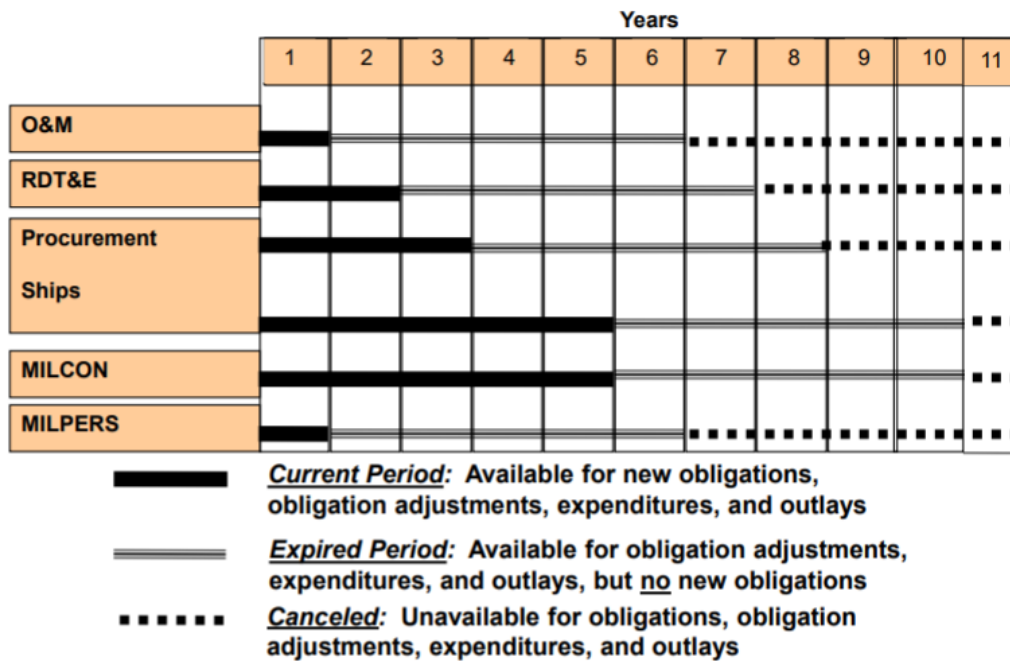 Years
1 2 3 4 5 6 7 8 9 10 11
O&M
RDT&E
Procurement
Ships
MILCON
MILPERS
Current Period: Available for new obligations,
obligation adjustments, expenditures, and outlays
Expired Period: Available for obligation adjustments,
expenditures, and outlays, but no new obligations
Canceled: Unavailable for obligations, obligation
adjustments, expenditures, and outlays